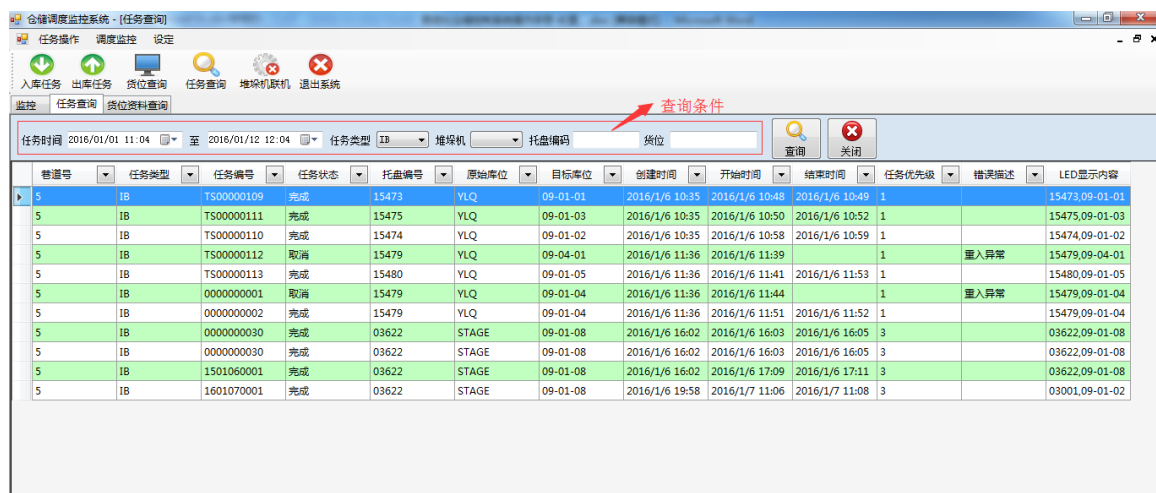 仓储调度监控系统 - [任务查询]
任务操作 调度监控 设定
入库任务 出库任务 货位查询 任务查询 堆垛机联机 退出系统
监控 任务查询 货位资料查询
查询条件
任务时间 2016/01/01 11:04 至 2016/01/12 12:04 任务类型 IB 堆垛机 托盘编码 货位 查询 关闭
巷道号 任务类型 任务编号 任务状态 托盘编号 原始库位 目标库位 创建时间 开始时间 结束时间 任务优先级 错误描述 LED显示内容
5 IB TS00000109 完成 15473 YLQ 09-01-01 2016/1/6 10:35 2016/1/6 10:48 2016/1/6 10:49 1 15473,09-01-01
5 IB TS00000111 完成 15475 YLQ 09-01-03 2016/1/6 10:35 2016/1/6 10:50 2016/1/6 10:52 1 15475,09-01-03
5 IB TS00000110 完成 15474 YLQ 09-01-02 2016/1/6 10:35 2016/1/6 10:58 2016/1/6 10:59 1 15474,09-01-02
5 IB TS00000112 取消 15479 YLQ 09-04-01 2016/1/6 11:36 2016/1/6 11:39 1 重入异常 15479,09-04-01
5 IB TS00000113 完成 15480 YLQ 09-01-05 2016/1/6 11:36 2016/1/6 11:41 2016/1/6 11:53 1 15480,09-01-05
5 IB 0000000001 取消 15479 YLQ 09-01-04 2016/1/6 11:36 2016/1/6 11:44 1 重入异常 15479,09-01-04
5 IB 0000000002 完成 15479 YLQ 09-01-04 2016/1/6 11:36 2016/1/6 11:51 2016/1/6 11:52 1 15479,09-01-04
5 IB 0000000030 完成 03622 STAGE 09-01-08 2016/1/6 16:02 2016/1/6 16:03 2016/1/6 16:05 3 03622,09-01-08
5 IB 0000000030 完成 03622 STAGE 09-01-08 2016/1/6 16:02 2016/1/6 16:03 2016/1/6 16:05 3 03622,09-01-08
5 IB 1501060001 完成 03622 STAGE 09-01-08 2016/1/6 16:02 2016/1/6 17:09 2016/1/6 17:11 3 03622,09-01-08
5 IB 1601070001 完成 03622 STAGE 09-01-08 2016/1/6 19:58 2016/1/7 11:06 2016/1/7 11:08 3 03001,09-01-02